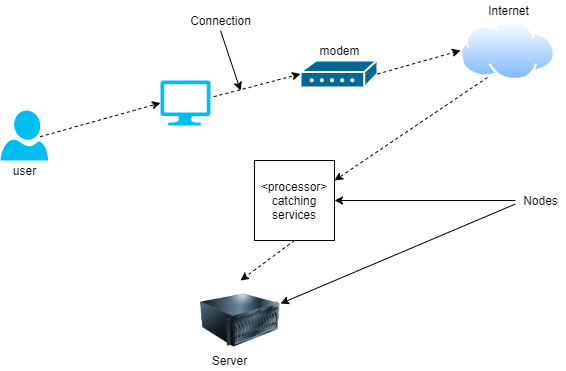 Internet
Connection
modem
user
<processor>
catching
services
Nodes
Server